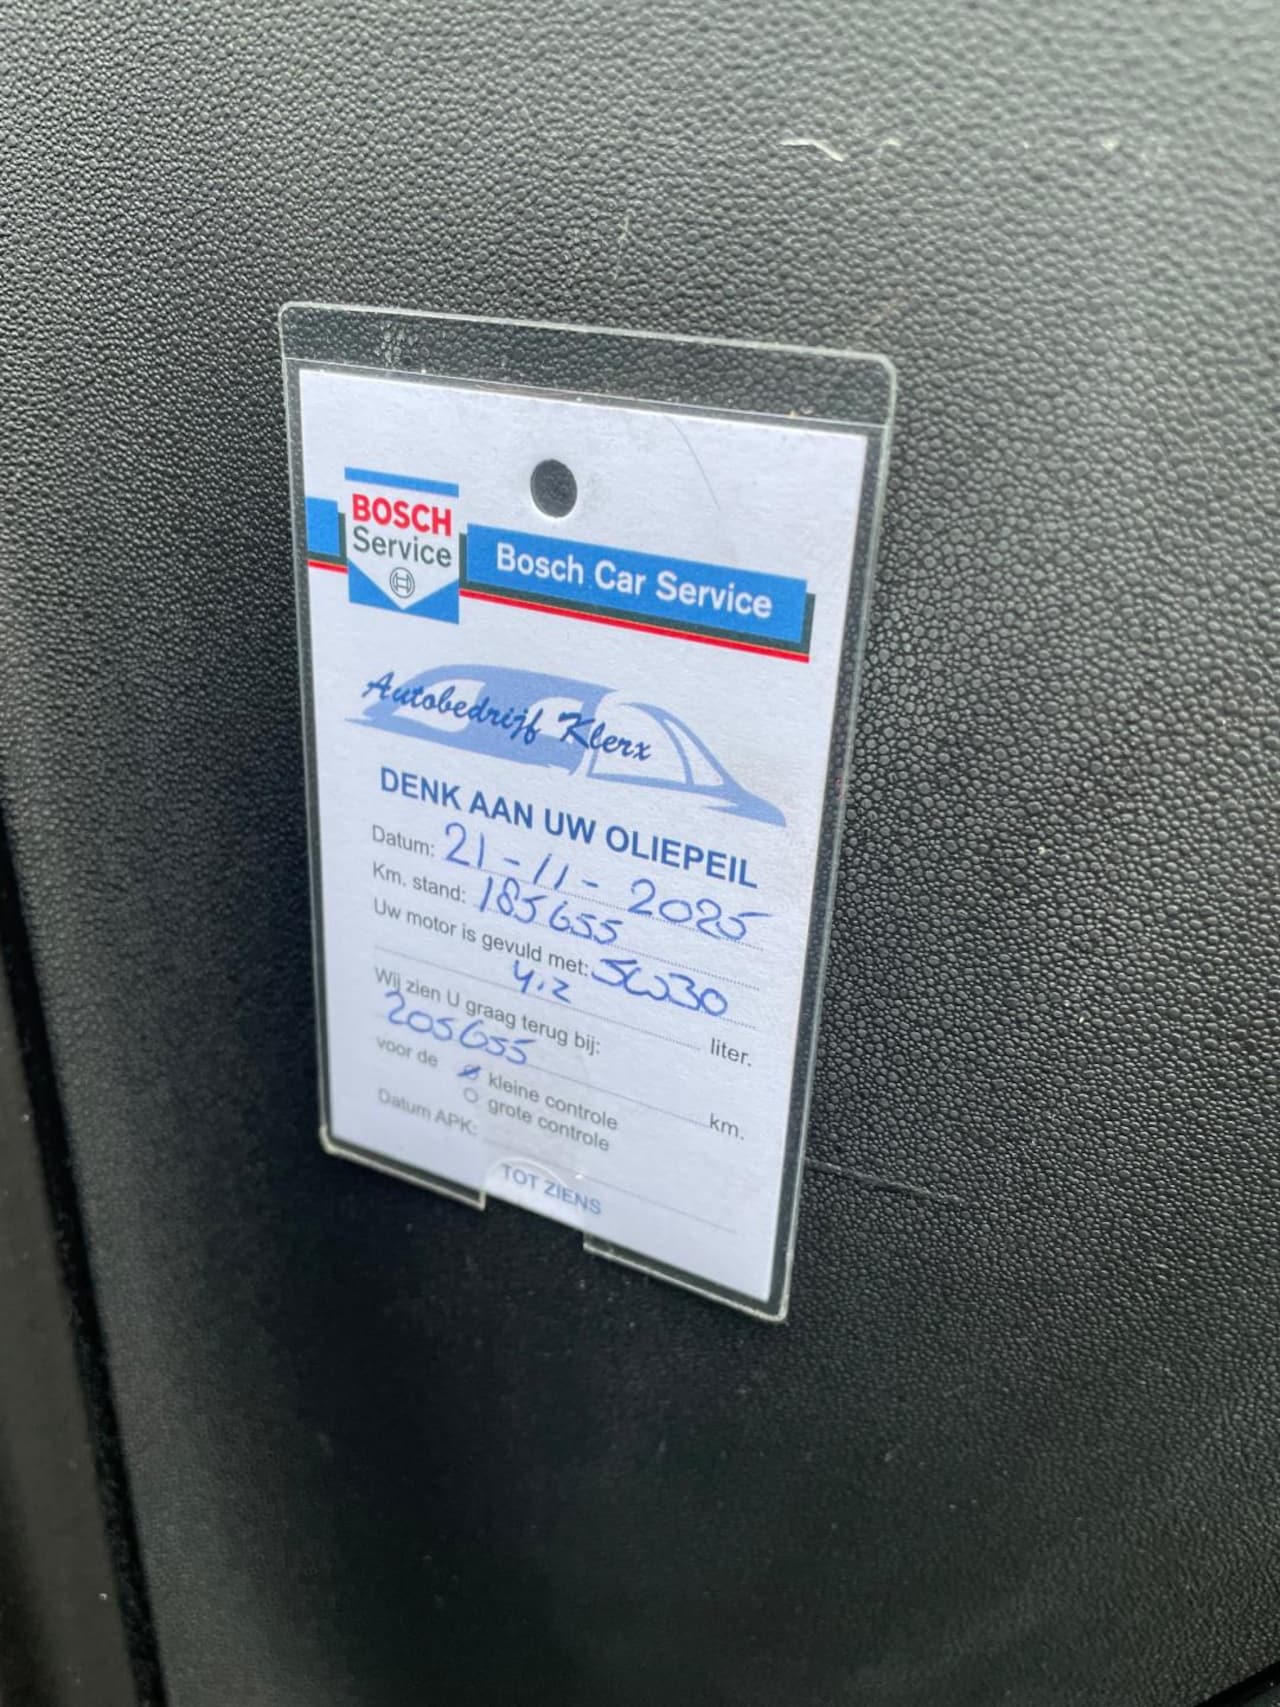 BOSCH
Service
Bosch Car Service
Autobedrijf Klerx
DENK AAN UW OLIEPEIL
Datum: 21-11-2025
Km. stand: 185655
Uw motor is gevuld met: 5W30
4,2 liter.
Wij zien U graag terug bij:
205655 km.
voor de kleine controle
grote controle
Datum APK:
TOT ZIENS